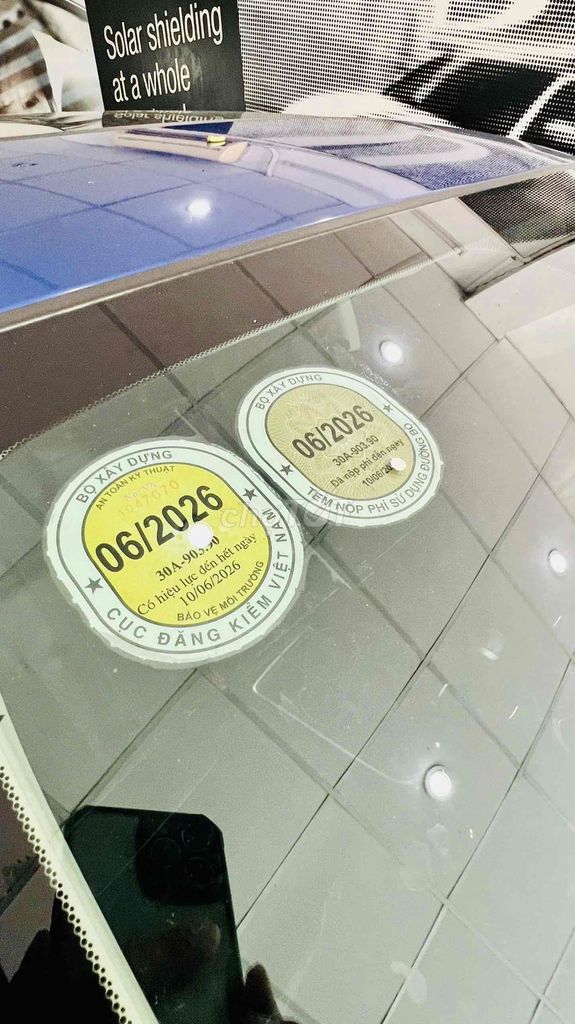 Solar shielding
at a whole
BỘ XÂY DỰNG
TEM NỘP PHÍ SỬ DỤNG ĐƯỜNG BỘ
06/2026
30A-903.90
Đã nộp phí đến ngày
BỘ XÂY DỰNG
AN TOÀN KỸ THUẬT
1047070
06/2026
30A-903.90
Có hiệu lực đến hết ngày
10/06/2026
BẢO VỆ MÔI TRƯỜNG
CỤC ĐĂNG KIỂM VIỆT NAM